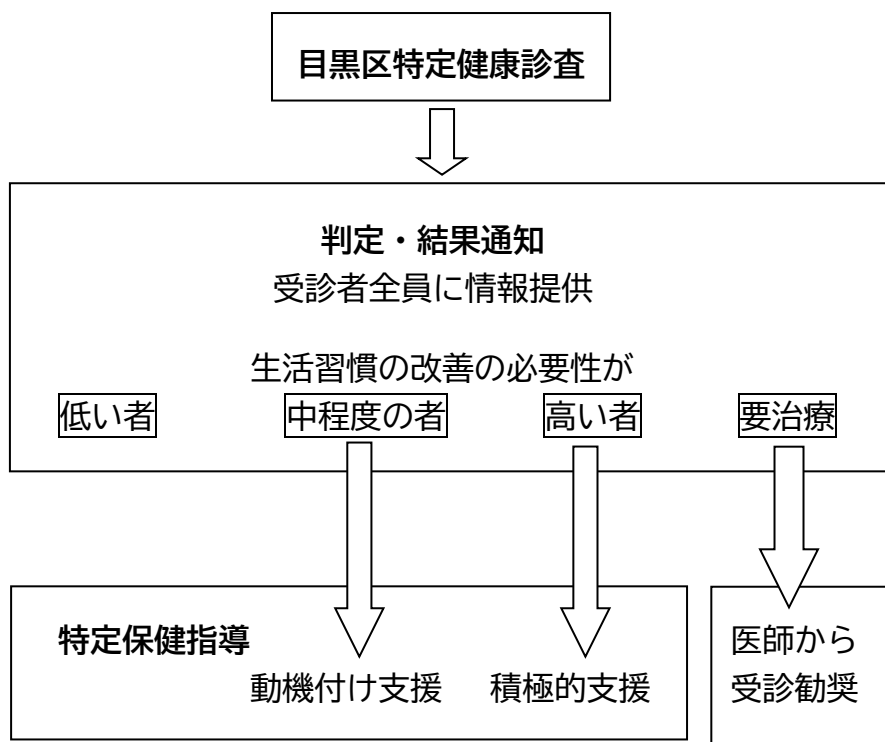 目黒区特定健康診査
判定・結果通知
受診者全員に情報提供
生活習慣の改善の必要性が
低い者 中程度の者 高い者 要治療
特定保健指導
動機付け支援 積極的支援
医師から
受診勧奨